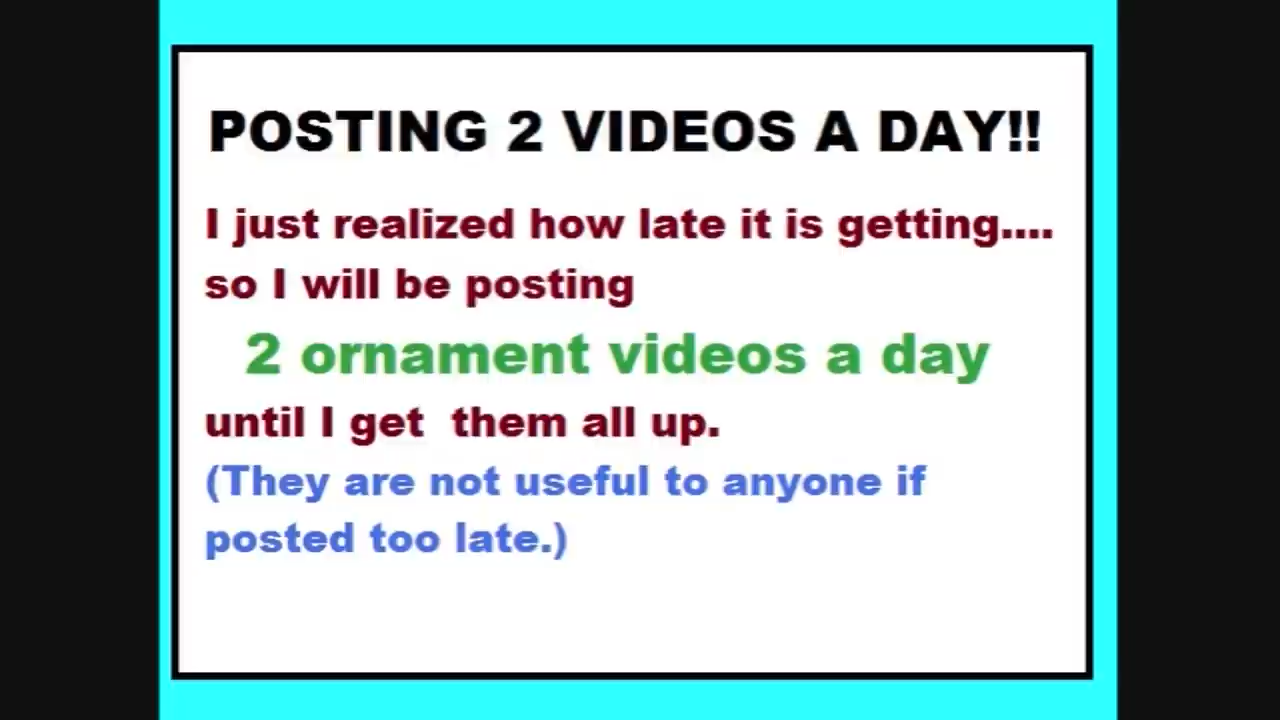 POSTING 2 VIDEOS A DAY!!
I just realized how late it is getting....
so I will be posting
2 ornament videos a day
until I get  them all up.
(They are not useful to anyone if
posted too late.)